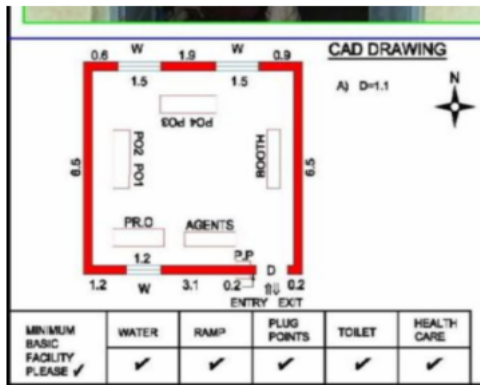 CAD DRAWING
0.6 W 1.9 W 0.9
1.5 1.5
A) D=1.1
N
PO4 PO3
6.5
PO2 PO1
BOOTH
6.5
PR.O AGENTS
P.P
1.2 D
1.2 W 3.1 0.2 0.2
ENTRY EXIT
MINIMUM BASIC FACILITY PLEASE ✓
WATER RAMP PLUG POINTS TOILET HEALTH CARE
✓ ✓ ✓ ✓ ✓